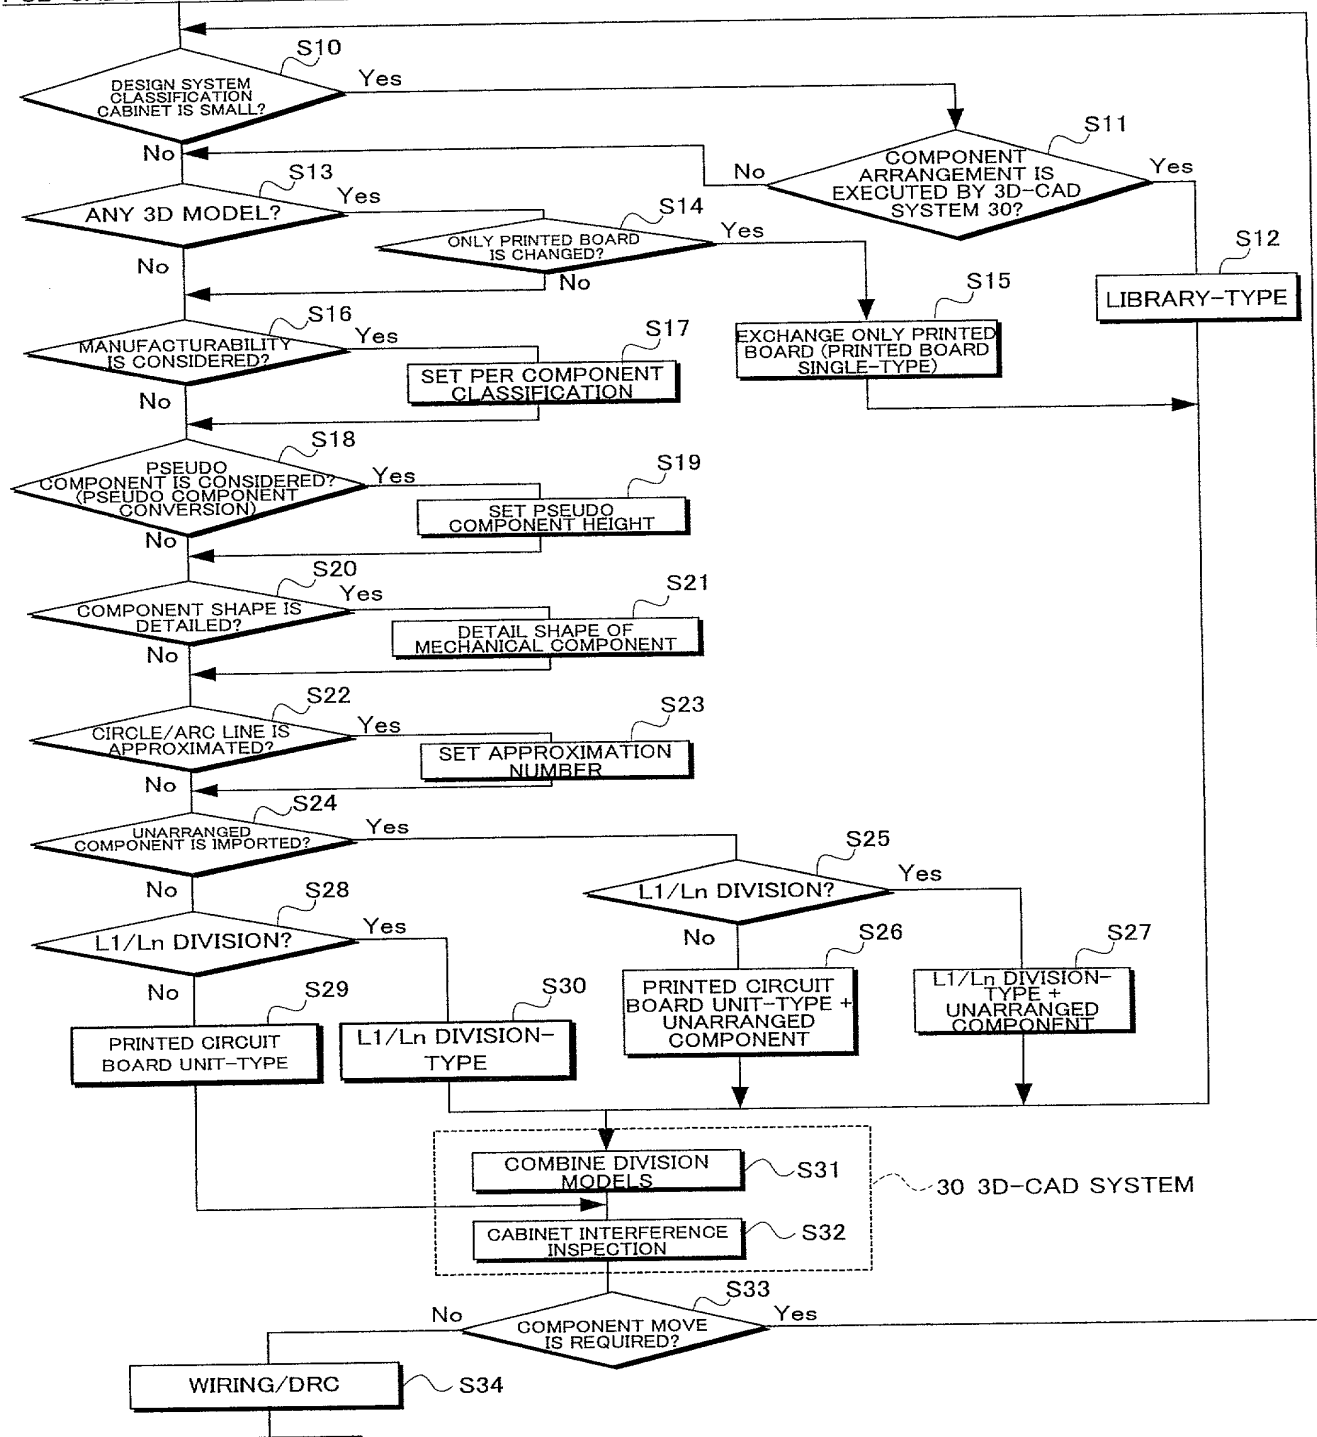 S10
DESIGN SYSTEM
CLASSIFICATION
CABINET IS SMALL?
Yes
No
S11
COMPONENT
ARRANGEMENT IS
EXECUTED BY 3D-CAD
SYSTEM 30?
No
Yes
S12
LIBRARY-TYPE
S13
ANY 3D MODEL?
Yes
No
S14
ONLY PRINTED BOARD
IS CHANGED?
Yes
No
S15
EXCHANGE ONLY PRINTED
BOARD (PRINTED BOARD
SINGLE-TYPE)
S16
MANUFACTURABILITY
IS CONSIDERED?
Yes
No
S17
SET PER COMPONENT
CLASSIFICATION
S18
PSEUDO
COMPONENT IS CONSIDERED?
(PSEUDO COMPONENT
CONVERSION)
Yes
No
S19
SET PSEUDO
COMPONENT HEIGHT
S20
COMPONENT SHAPE IS
DETAILED?
Yes
No
S21
DETAIL SHAPE OF
MECHANICAL COMPONENT
S22
CIRCLE/ARC LINE IS
APPROXIMATED?
Yes
No
S23
SET APPROXIMATION
NUMBER
S24
UNARRANGED
COMPONENT IS IMPORTED?
Yes
No
S25
L1/Ln DIVISION?
Yes
No
S26
PRINTED CIRCUIT
BOARD UNIT-TYPE +
UNARRANGED
COMPONENT
S27
L1/Ln DIVISION-
TYPE +
UNARRANGED
COMPONENT
S28
L1/Ln DIVISION?
Yes
No
S29
PRINTED CIRCUIT
BOARD UNIT-TYPE
S30
L1/Ln DIVISION-
TYPE
COMBINE DIVISION
MODELS
S31
30 3D-CAD SYSTEM
CABINET INTERFERENCE
INSPECTION
S32
S33
COMPONENT MOVE
IS REQUIRED?
No
Yes
WIRING/DRC
S34